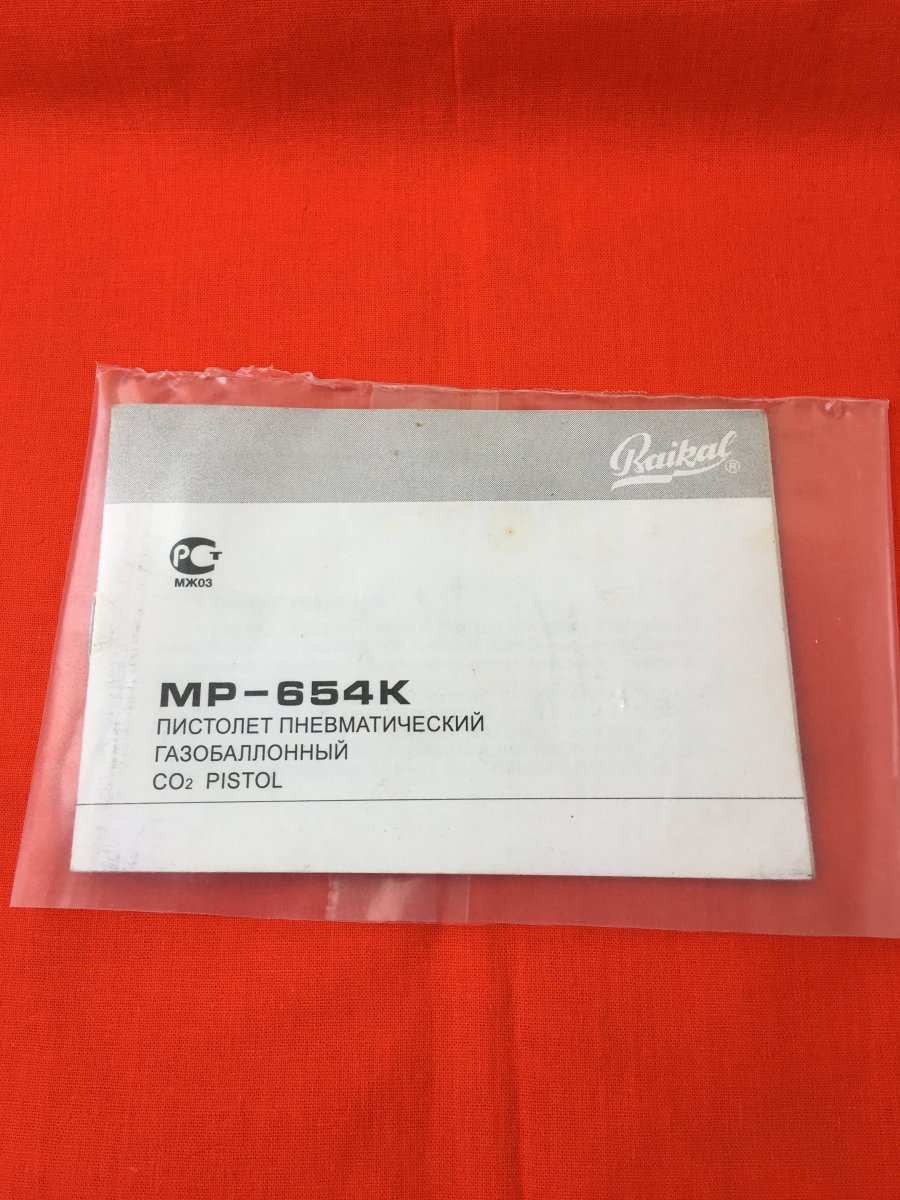 Baikal®
РСТ
МЖ03
MP-654K
ПИСТОЛЕТ ПНЕВМАТИЧЕСКИЙ
ГАЗОБАЛЛОННЫЙ
CO₂ PISTOL